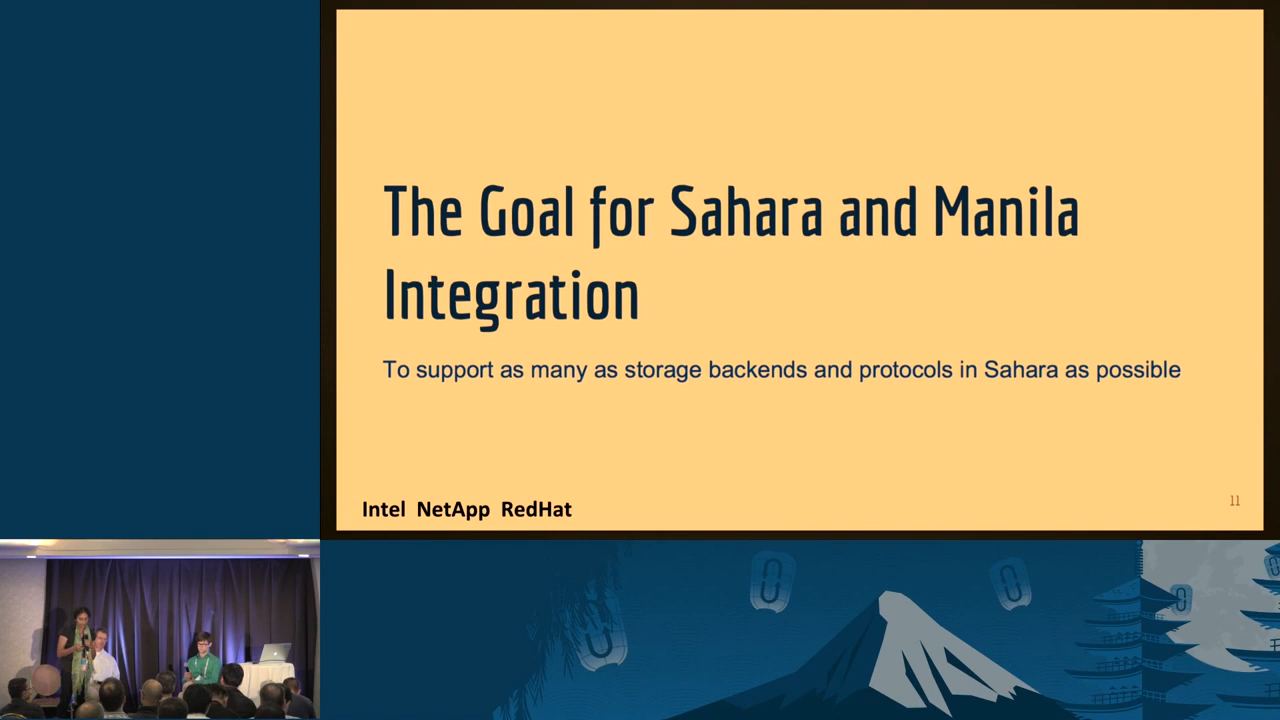 The Goal for Sahara and Manila
Integration
To support as many as storage backends and protocols in Sahara as possible
Intel NetApp RedHat
11